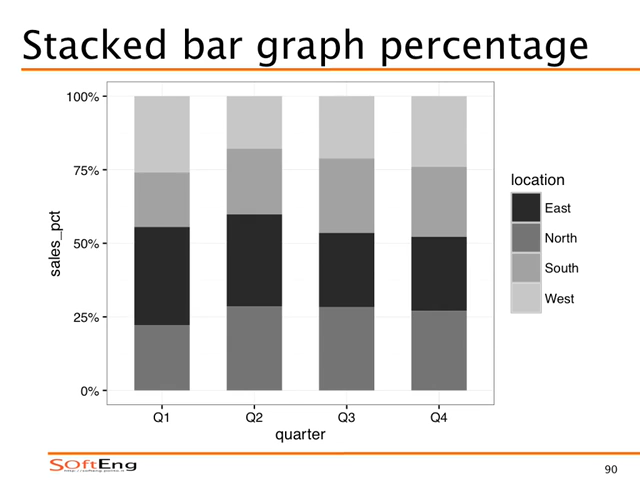 Stacked bar graph percentage
100%
75%
50%
25%
0%
sales_pct
Q1 Q2 Q3 Q4
quarter
location
East
North
South
West
SOftEng
90